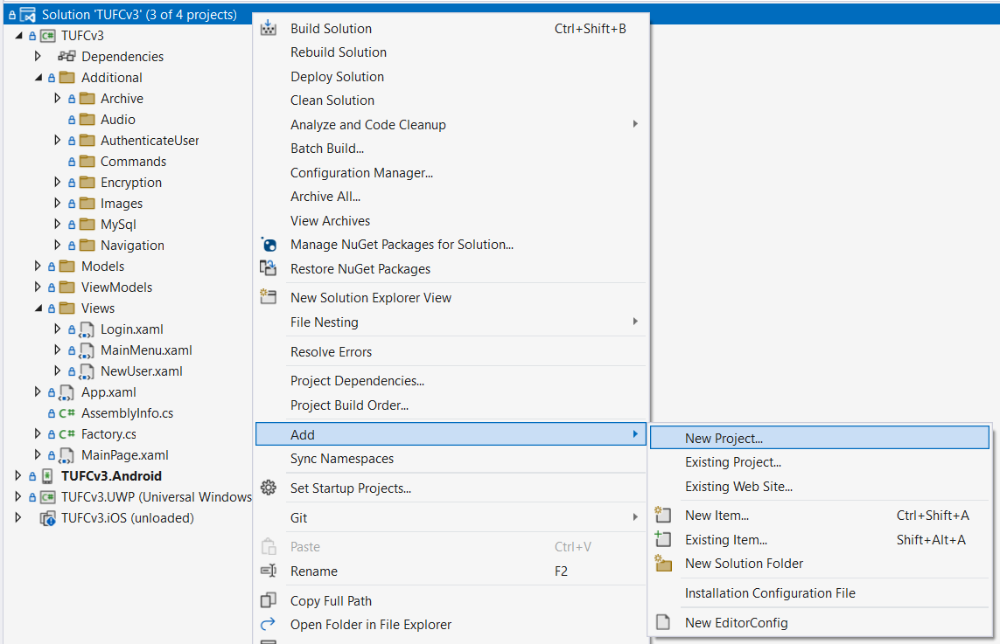 Solution 'TUFCv3' (3 of 4 projects)
TUFCv3
Dependencies
Additional
Archive
Audio
AuthenticateUser
Commands
Encryption
Images
MySql
Navigation
Models
ViewModels
Views
Login.xaml
MainMenu.xaml
NewUser.xaml
App.xaml
C# AssemblyInfo.cs
C# Factory.cs
MainPage.xaml
TUFCv3.Android
TUFCv3.UWP (Universal Windows
TUFCv3.iOS (unloaded)
Build Solution Ctrl+Shift+B
Rebuild Solution
Deploy Solution
Clean Solution
Analyze and Code Cleanup
Batch Build...
Configuration Manager...
Archive All...
View Archives
Manage NuGet Packages for Solution...
Restore NuGet Packages
New Solution Explorer View
File Nesting
Resolve Errors
Project Dependencies...
Project Build Order...
Add
Sync Namespaces
Set Startup Projects...
Git
Paste Ctrl+V
Rename F2
Copy Full Path
Open Folder in File Explorer
New Project...
Existing Project...
Existing Web Site...
New Item... Ctrl+Shift+A
Existing Item... Shift+Alt+A
New Solution Folder
Installation Configuration File
New EditorConfig